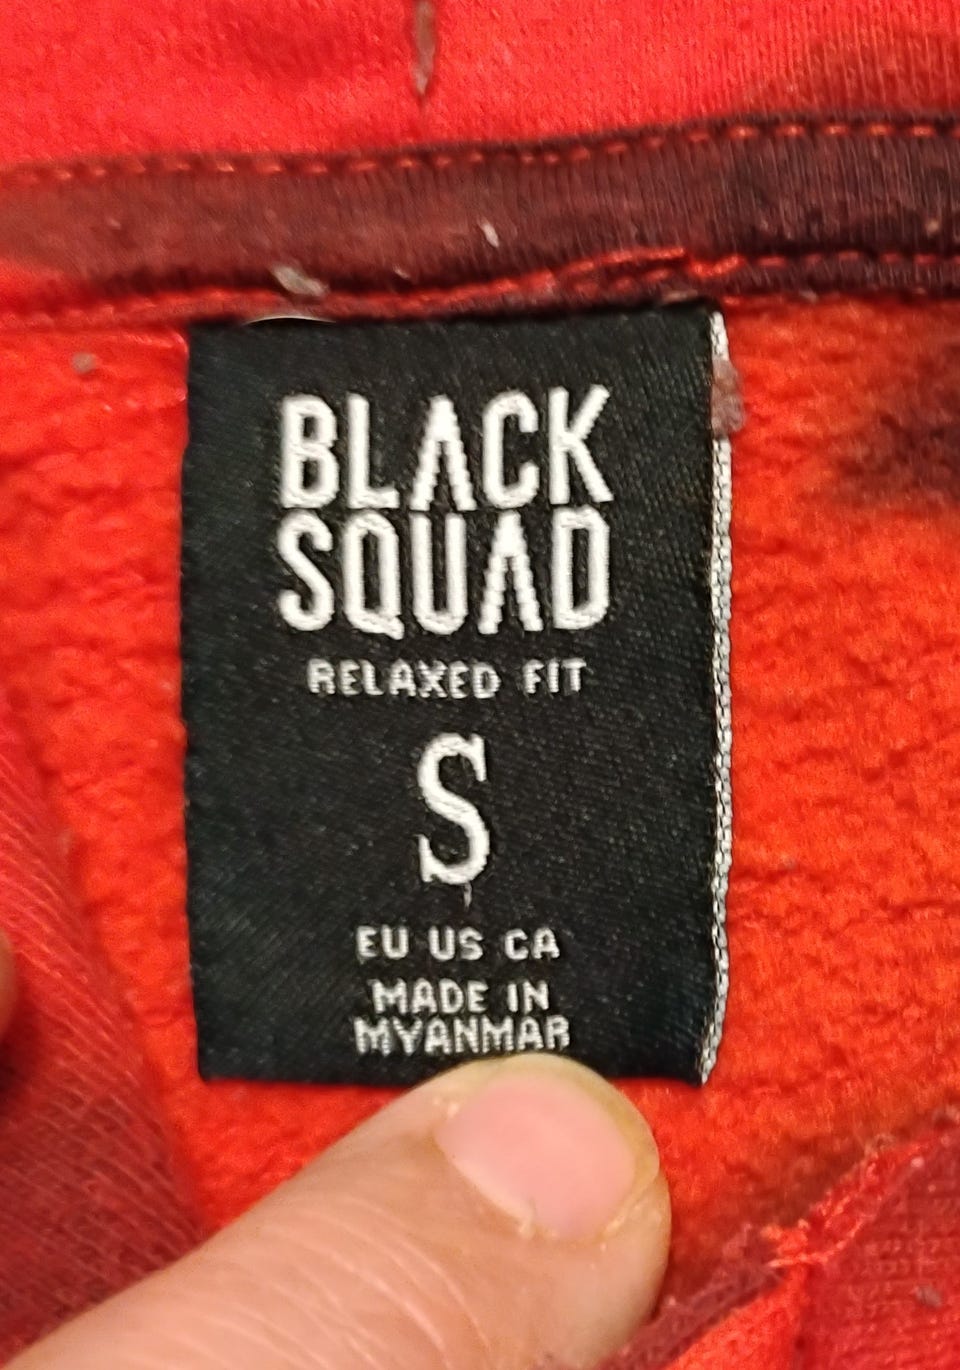 BLACK
SQUAD
RELAXED FIT
S
EU US CA
MADE IN
MYANMAR